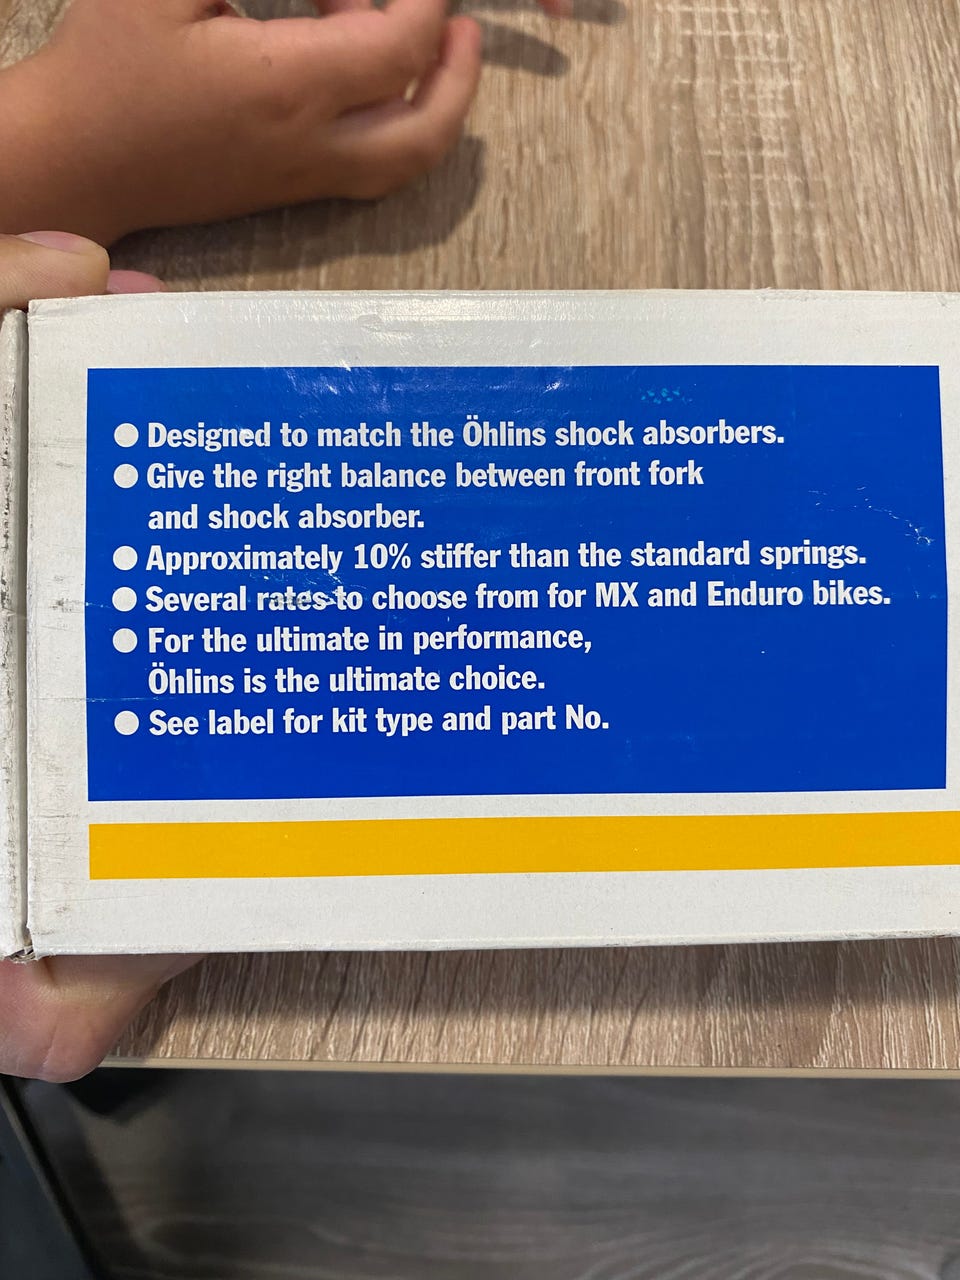 ● Designed to match the Öhlins shock absorbers.
● Give the right balance between front fork
and shock absorber.
● Approximately 10% stiffer than the standard springs.
● Several rates to choose from for MX and Enduro bikes.
● For the ultimate in performance,
Öhlins is the ultimate choice.
● See label for kit type and part No.